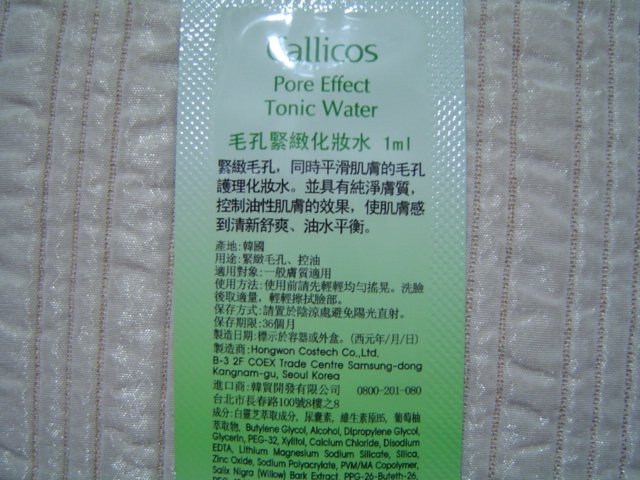 Callicos
Pore Effect
Tonic Water
毛孔緊緻化妝水 1ml
緊緻毛孔，同時平滑肌膚的毛孔
護理化妝水。並具有純淨膚質，
控制油性肌膚的效果，使肌膚感
到清新舒爽、油水平衡。
產地:韓國
用途:緊緻毛孔、控油
適用對象:一般膚質適用
使用方法:使用前請先輕輕均勻搖晃。洗臉
後取適量，輕輕擦拭臉部。
保存方式:請置於陰涼處避免陽光直射。
保存期限:36個月
製造日期:標示於容器或外盒。(西元年/月/日)
製造商:Hongwon Costech Co.,Ltd.
B-3 2F COEX Trade Centre Samsung-dong
Kangnam-gu, Seoul Korea
進口商:韓貿開發有限公司 0800-201-080
台北市長春路100號8樓之8
成分:白靈芝萃取成分, 尿囊素, 維生素原B5, 葡萄柚
萃取物, Butylene Glycol, Alcohol, Dipropylene Glycol,
Glycerin, PEG-32, Xylitol, Calcium Chloride, Disodium
EDTA, Lithium Magnesium Sodium Silicate, Silica,
Zinc Oxide, Sodium Polyacrylate, PVM/MA Copolymer,
Salix Nigra (Willow) Bark Extract, PPG-26-Buteth-26,